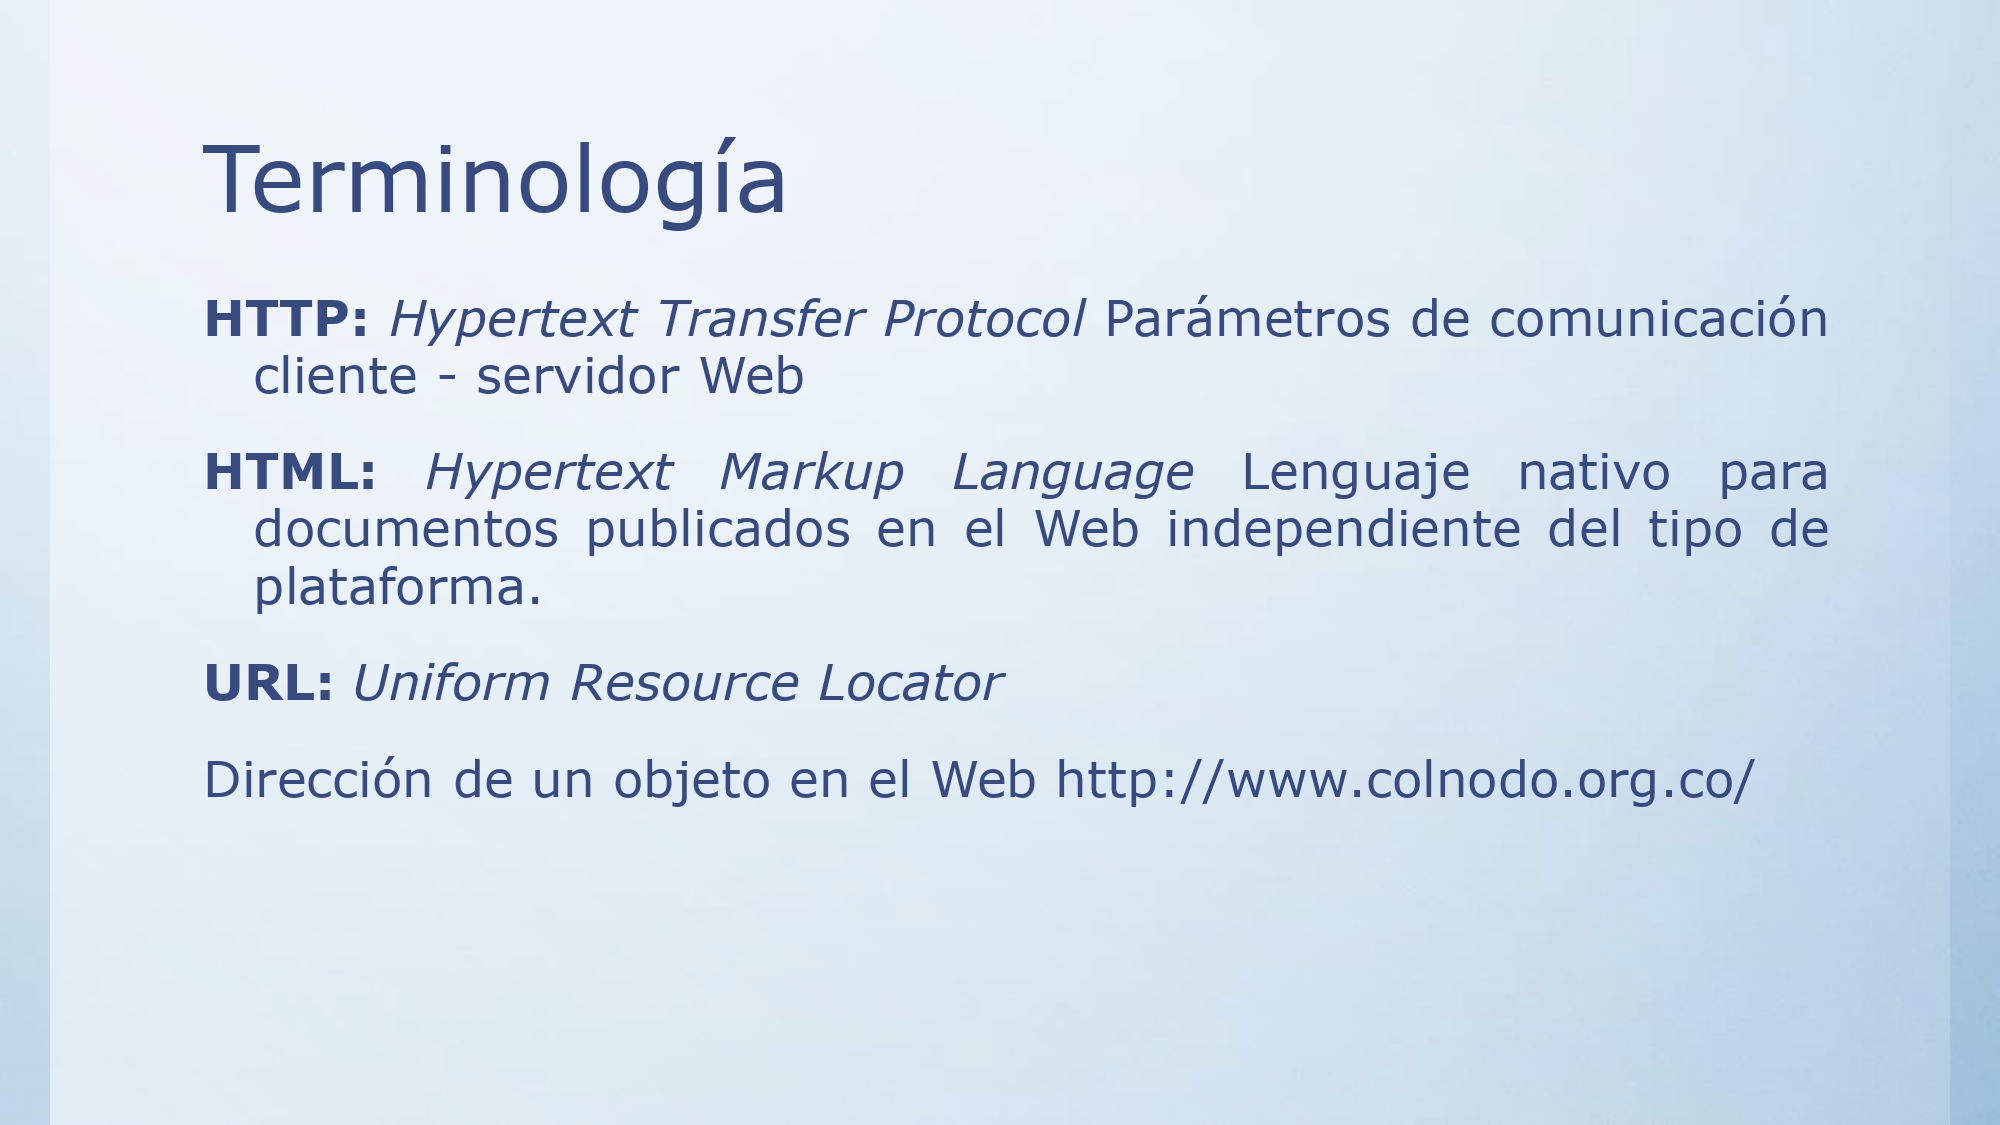 Terminología
HTTP: Hypertext Transfer Protocol Parámetros de comunicación
cliente - servidor Web
HTML: Hypertext Markup Language Lenguaje nativo para
documentos publicados en el Web independiente del tipo de
plataforma.
URL: Uniform Resource Locator
Dirección de un objeto en el Web http://www.colnodo.org.co/